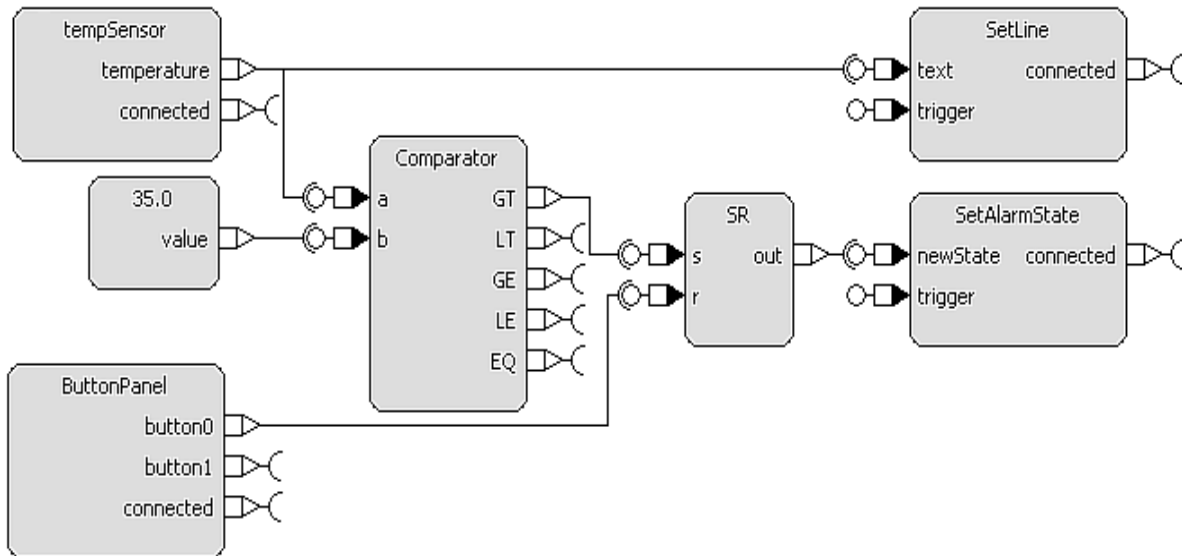 tempSensor
temperature
connected
SetLine
text connected
trigger
35.0
value
Comparator
a GT
b LT
GE
LE
EQ
SR
s out
r
SetAlarmState
newState connected
trigger
ButtonPanel
button0
button1
connected